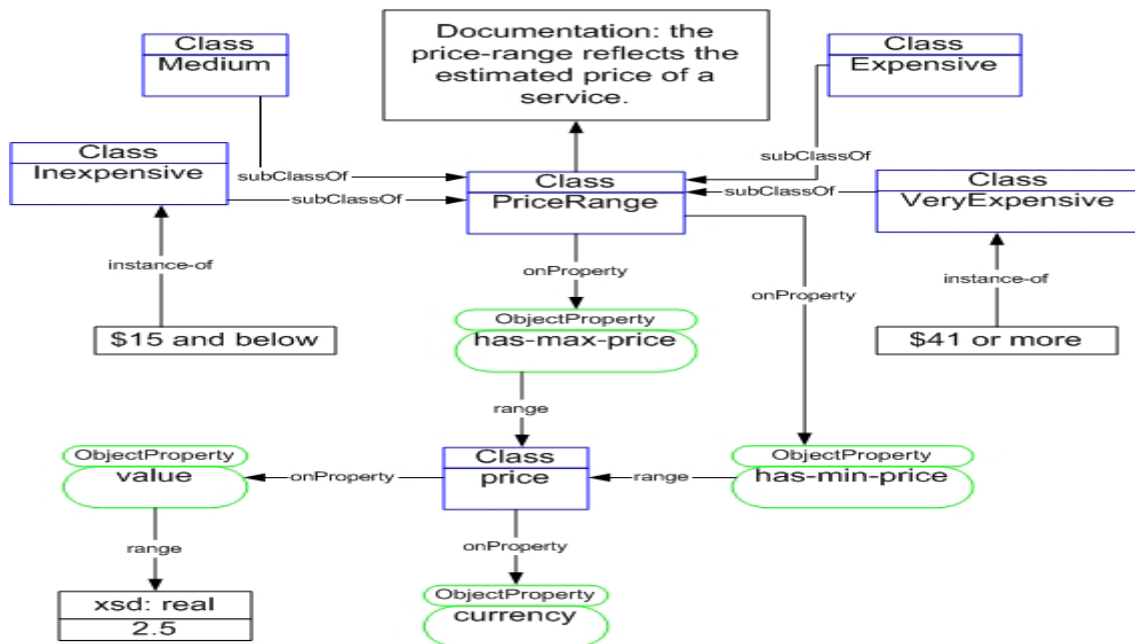 Class
Medium
Documentation: the
price-range reflects the
estimated price of a
service.
Class
Expensive
Class
Inexpensive
subClassOf
subClassOf
Class
PriceRange
subClassOf
subClassOf
Class
VeryExpensive
instance-of
onProperty
onProperty
instance-of
$15 and below
ObjectProperty
has-max-price
$41 or more
range
ObjectProperty
value
onProperty
Class
price
range
ObjectProperty
has-min-price
range
onProperty
xsd: real
2.5
ObjectProperty
currency